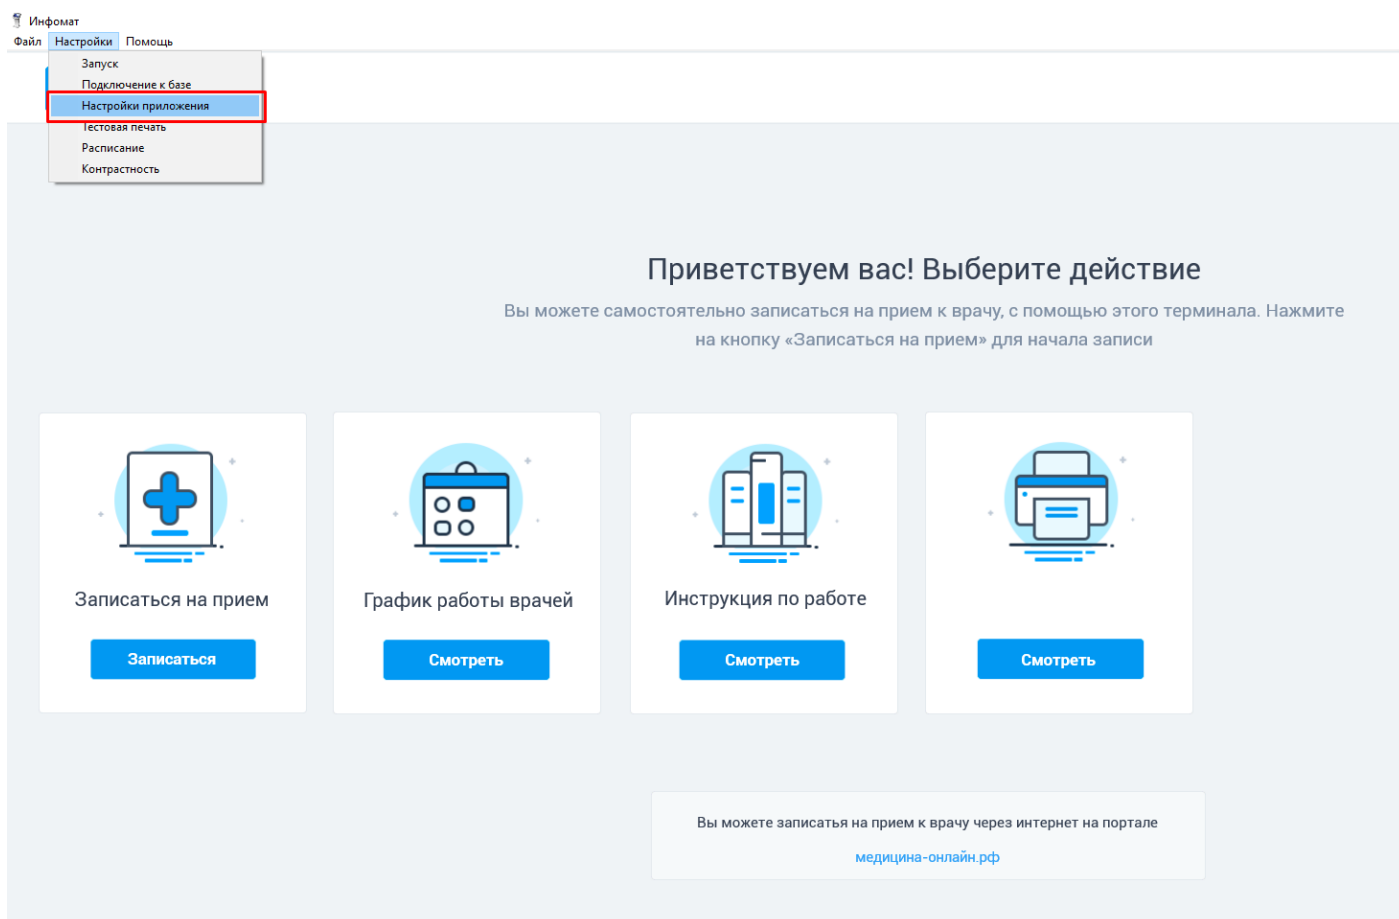 Инфомат
Файл Настройки Помощь
Запуск
Подключение к базе
Настройки приложения
Тестовая печать
Расписание
Контрастность
Приветствуем вас! Выберите действие
Вы можете самостоятельно записаться на прием к врачу, с помощью этого терминала. Нажмите
на кнопку «Записаться на прием» для начала записи
Записаться на прием
Записаться
График работы врачей
Смотреть
Инструкция по работе
Смотреть
Смотреть
Вы можете записатья на прием к врачу через интернет на портале
медицина-онлайн.рф